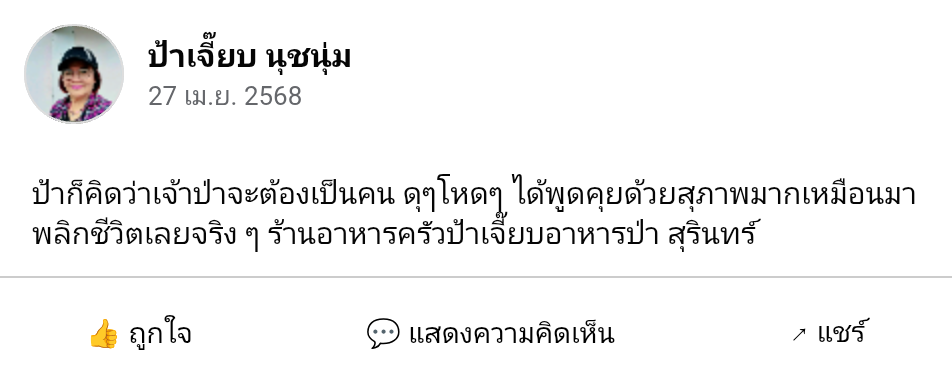 ป้าเจี๊ยบ นุชนุ่ม
27 เม.ย. 2568
ป้าก็คิดว่าเจ้าป่าจะต้องเป็นคน ดุๆโหดๆ ได้พูดคุยด้วยสุภาพมากเหมือนมา
พลิกชีวิตเลยจริง ๆ ร้านอาหารครัวป้าเจี๊ยบอาหารป่า สุรินทร์
👍 ถูกใจ 💬 แสดงความคิดเห็น ↗ แชร์